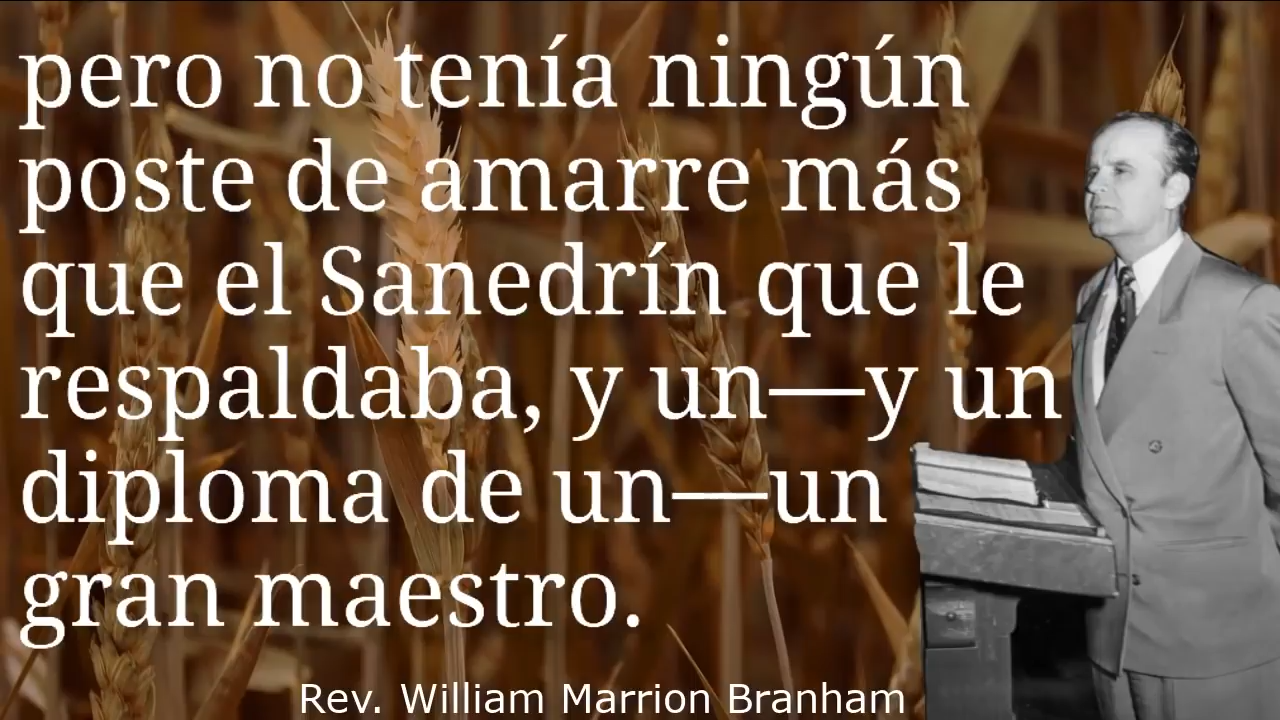 pero no tenía ningún
poste de amarre más
que el Sanedrín que le
respaldaba, y un—y un
diploma de un—un
gran maestro.
Rev. William Marrion Branham